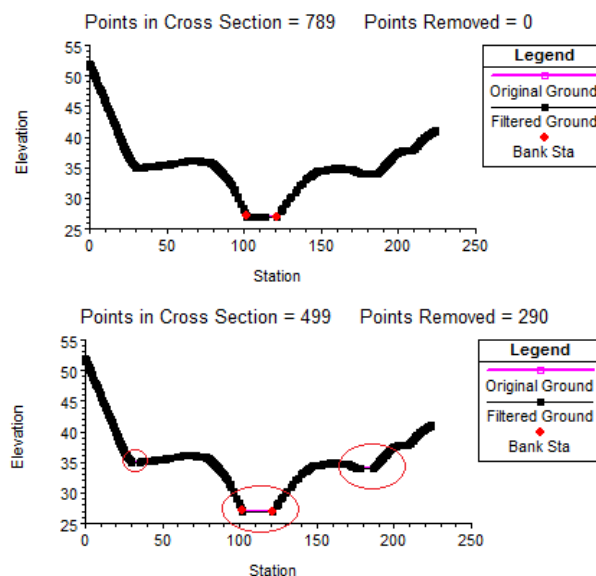 Points in Cross Section = 789 Points Removed = 0
55
50
45
40
35
30
25
Elevation
0 50 100 150 200 250
Station
Legend
Original Ground
Filtered Ground
Bank Sta
Points in Cross Section = 499 Points Removed = 290
55
50
45
40
35
30
25
Elevation
0 50 100 150 200 250
Station
Legend
Original Ground
Filtered Ground
Bank Sta